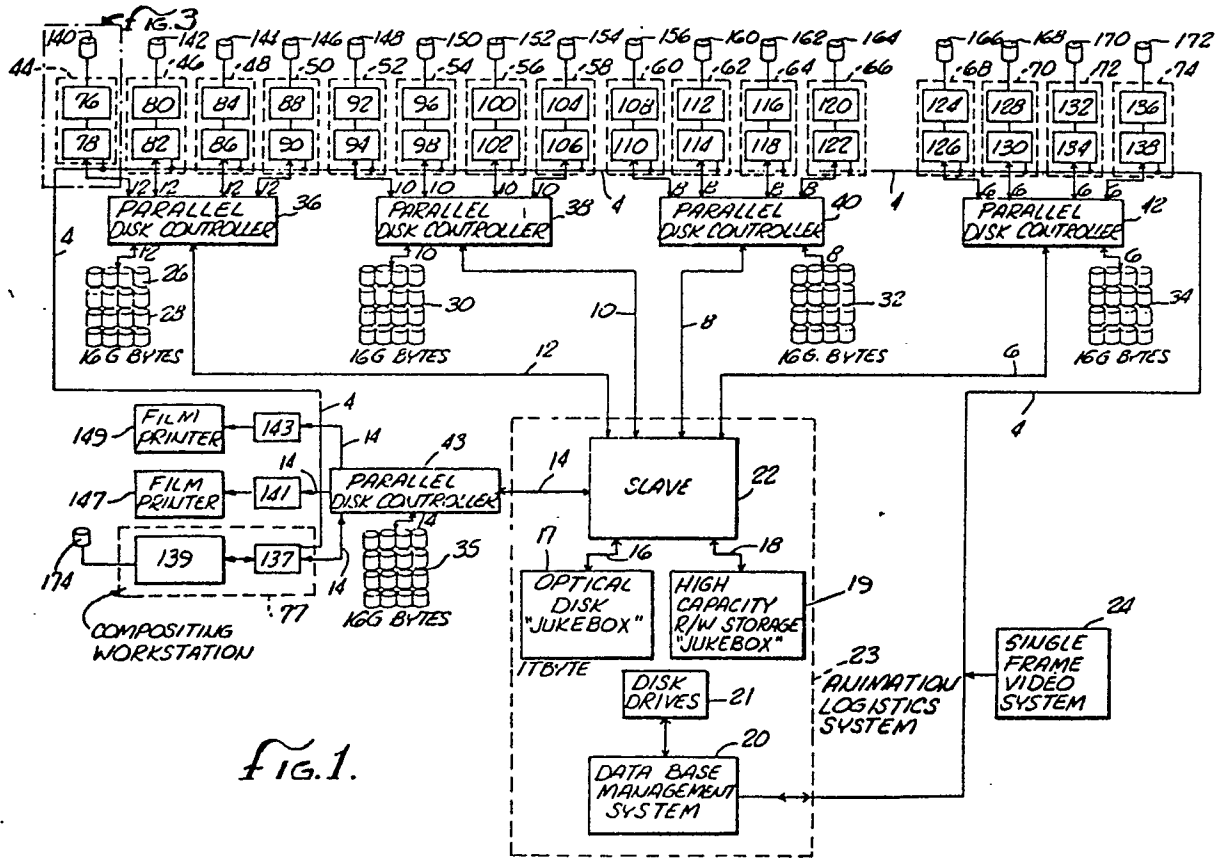 FIG. 3
140 142 141 146 148 150 152 154 156 160 162 164 166 168 170 172
44 46 48 50 52 54 56 58 60 62 64 66 68 70 72 74
76 80 84 88 92 96 100 104 108 112 116 120 124 128 132 136
78 82 86 90 94 98 102 106 110 114 118 122 126 130 134 138
12 12 12 12 10 10 10 10 8 8 8 8 6 6 6 6
4 4 4
PARALLEL DISK CONTROLLER 36
PARALLEL DISK CONTROLLER 38
PARALLEL DISK CONTROLLER 40
PARALLEL DISK CONTROLLER 42
12 10 8 6
26
28 30 32 34
16G BYTES 16G BYTES 16G. BYTES 16G BYTES
12 10 8 6
4 4
149 FILM PRINTER 143
14 43
147 FILM PRINTER 14 141
PARALLEL DISK CONTROLLER
14
SLAVE 22
174 139 137 14 14 35
77
16G BYTES
COMPOSITING WORKSTATION
17 16 18
OPTICAL DISK "JUKEBOX"
1TBYTE
HIGH CAPACITY R/W STORAGE "JUKEBOX" 19
DISK DRIVES 21
23 ANIMATION LOGISTICS SYSTEM
24
SINGLE FRAME VIDEO SYSTEM
20
DATA BASE MANAGEMENT SYSTEM
FIG. 1.